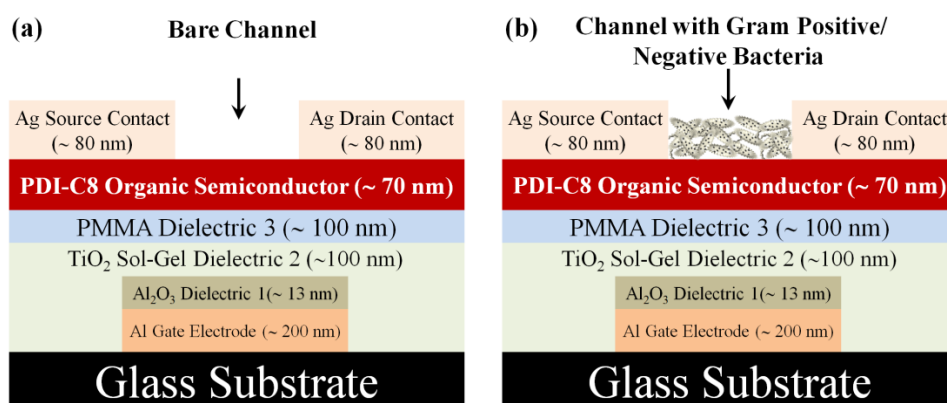 (a)
Bare Channel
Ag Source Contact
(~ 80 nm)
Ag Drain Contact
(~ 80 nm)
PDI-C8 Organic Semiconductor (~ 70 nm)
PMMA Dielectric 3 (~ 100 nm)
TiO₂ Sol-Gel Dielectric 2 (~100 nm)
Al₂O₃ Dielectric 1(~ 13 nm)
Al Gate Electrode (~ 200 nm)
Glass Substrate
(b)
Channel with Gram Positive/
Negative Bacteria
Ag Source Contact
(~ 80 nm)
Ag Drain Contact
(~ 80 nm)
PDI-C8 Organic Semiconductor (~ 70 nm)
PMMA Dielectric 3 (~ 100 nm)
TiO₂ Sol-Gel Dielectric 2 (~100 nm)
Al₂O₃ Dielectric 1(~ 13 nm)
Al Gate Electrode (~ 200 nm)
Glass Substrate